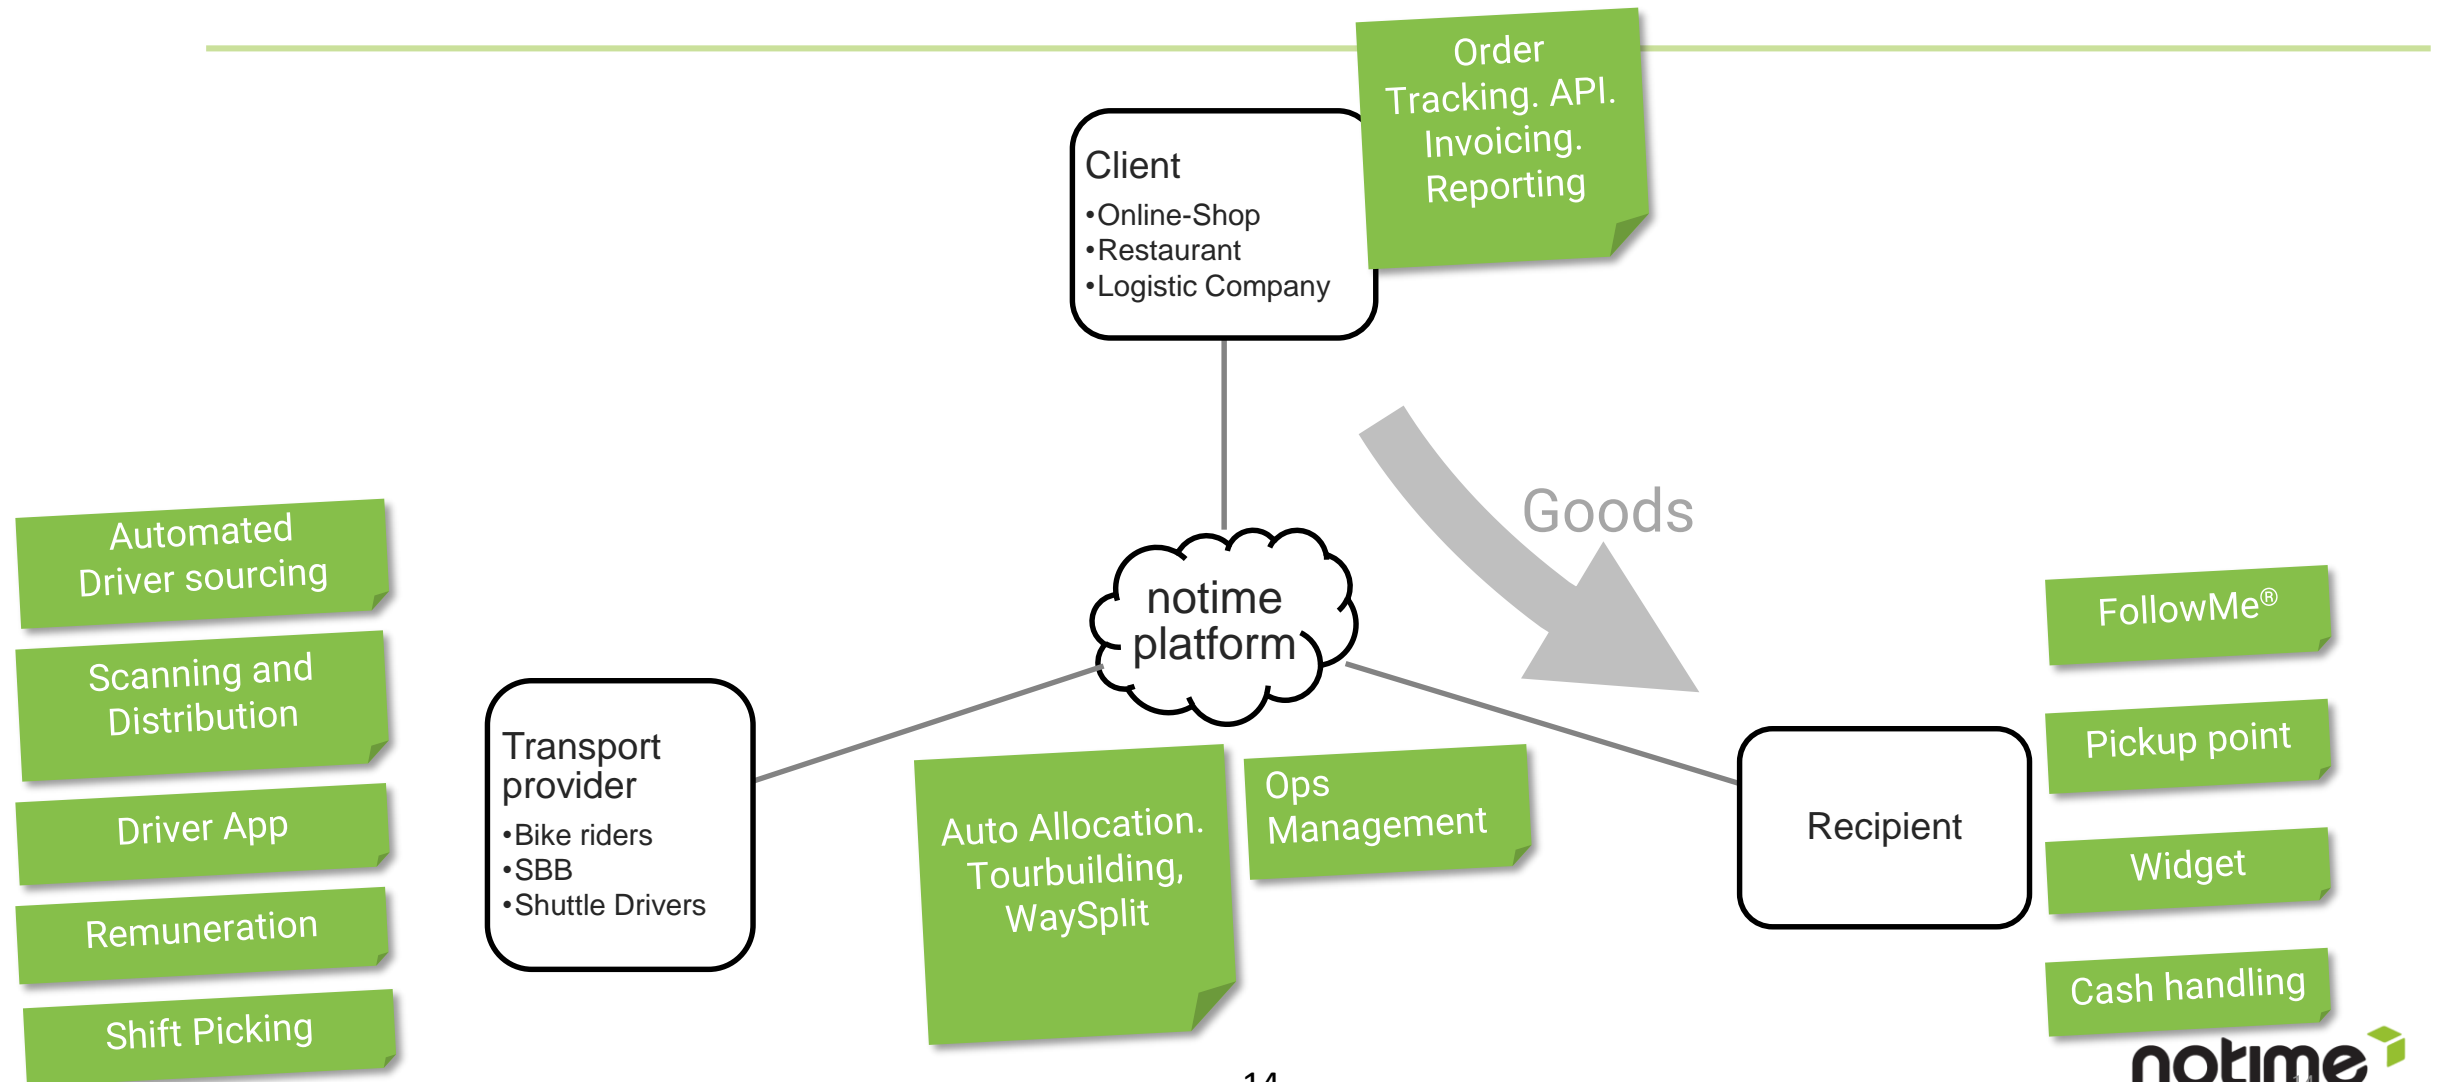 Order
Tracking. API.
Invoicing.
Reporting
Client
•Online-Shop
•Restaurant
•Logistic Company
Goods
notime
platform
Automated
Driver sourcing
Scanning and
Distribution
Driver App
Remuneration
Shift Picking
Transport
provider
•Bike riders
•SBB
•Shuttle Drivers
Auto Allocation.
Tourbuilding,
WaySplit
Ops
Management
Recipient
FollowMe®
Pickup point
Widget
Cash handling
14
notime
14